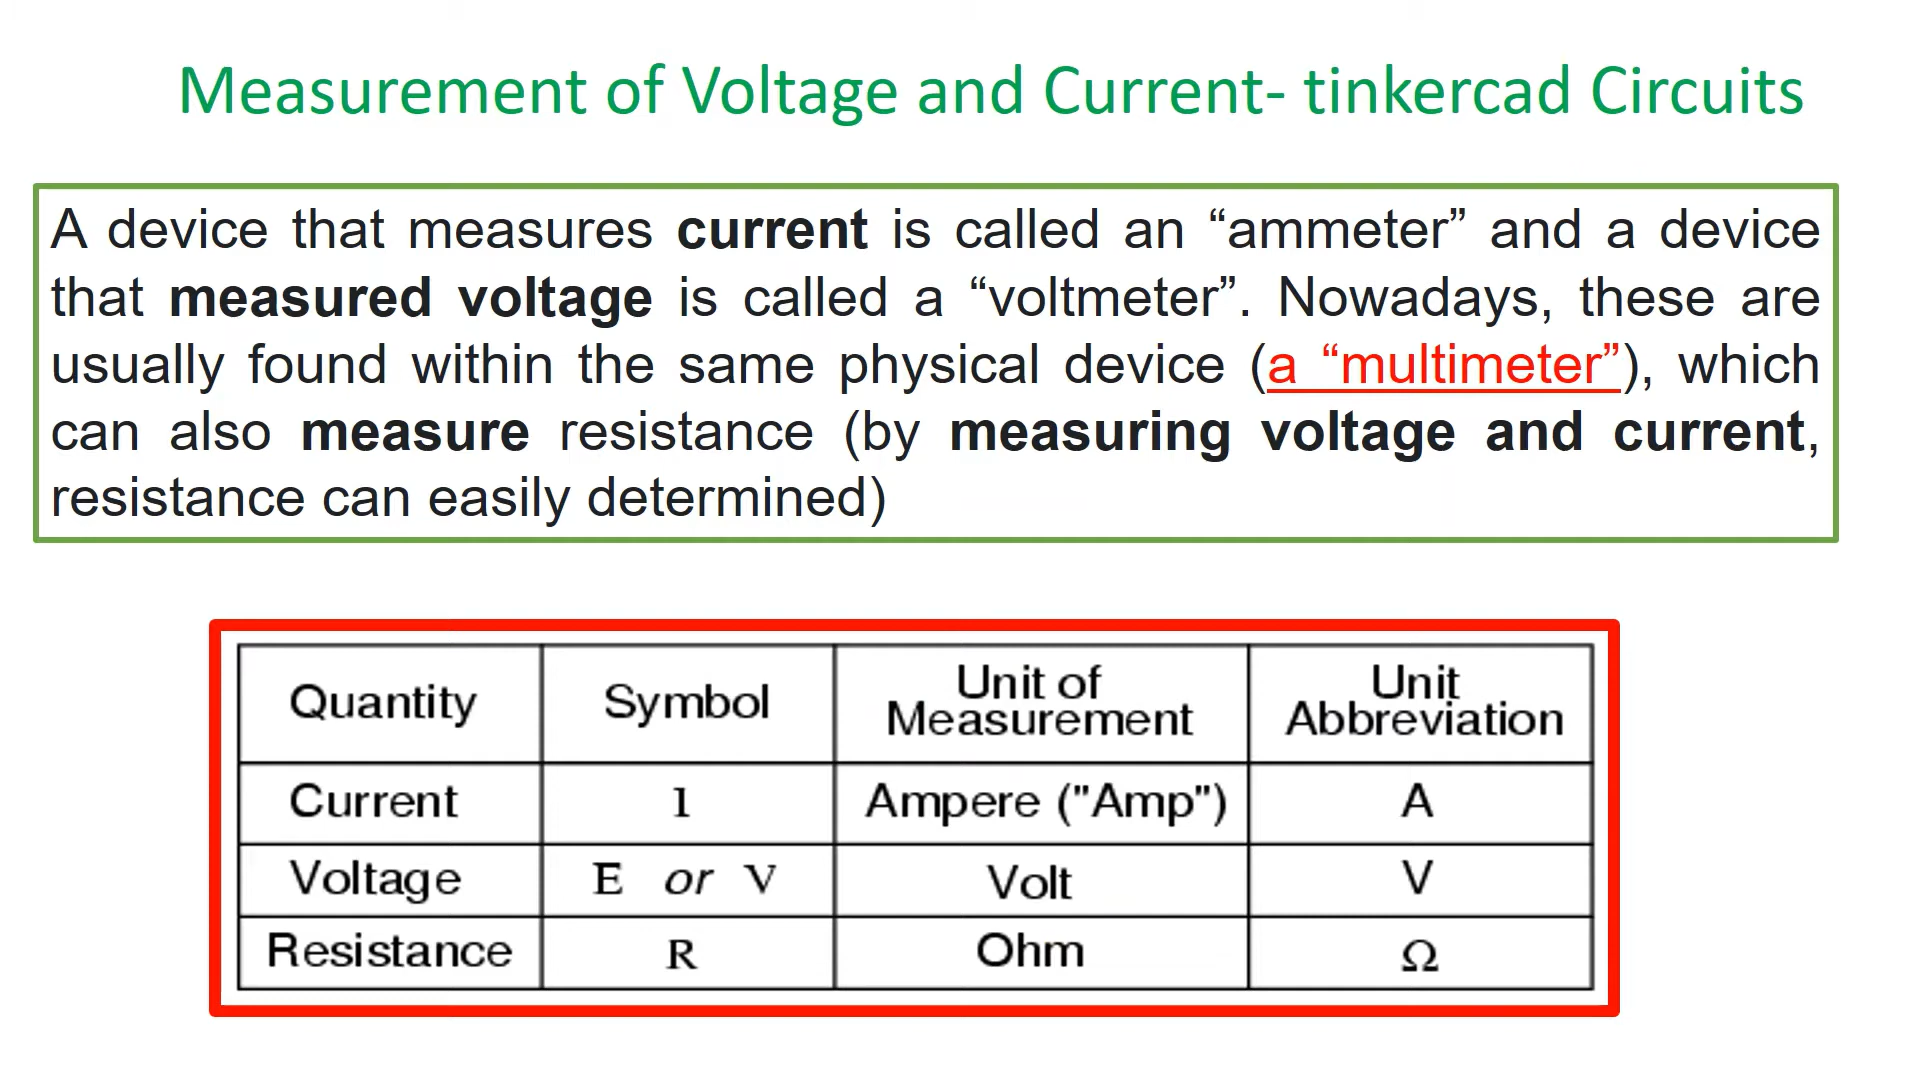 Measurement of Voltage and Current- tinkercad Circuits
A device that measures current is called an “ammeter” and a device
that measured voltage is called a “voltmeter”. Nowadays, these are
usually found within the same physical device (a “multimeter”), which
can also measure resistance (by measuring voltage and current,
resistance can easily determined)
Quantity Symbol Unit of Measurement Unit Abbreviation
Current I Ampere ("Amp") A
Voltage E or V Volt V
Resistance R Ohm Ω